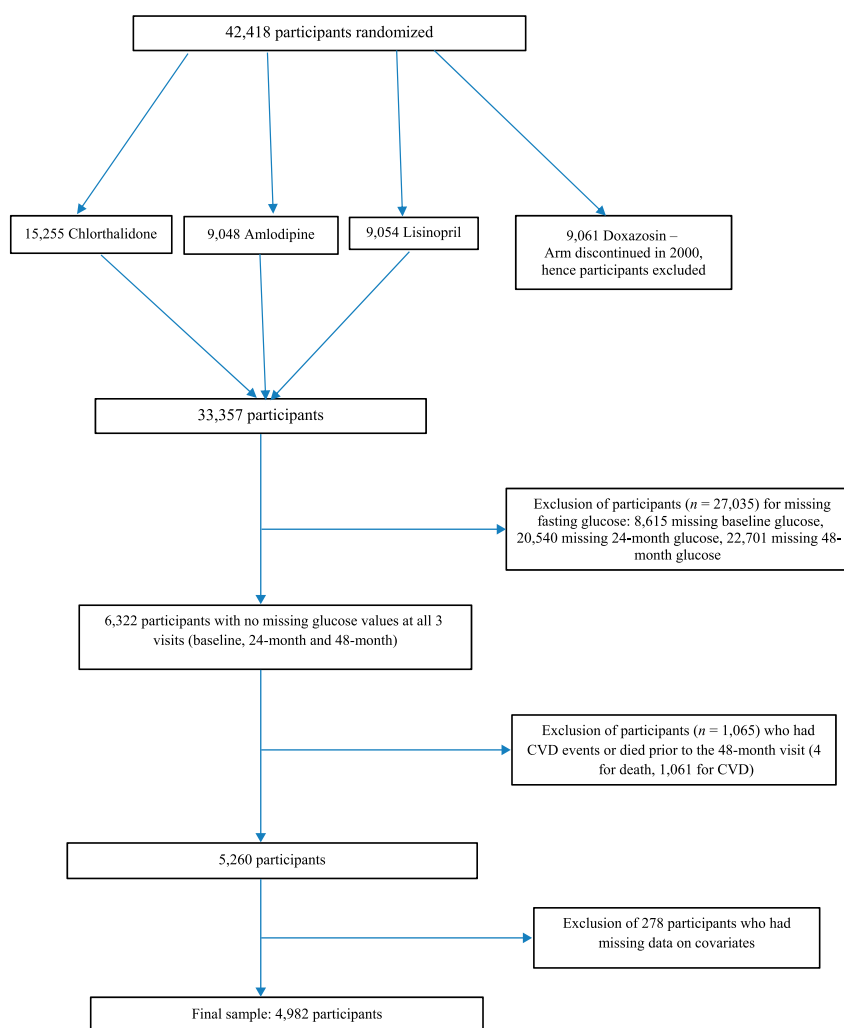 42,418 participants randomized
15,255 Chlorthalidone
9,048 Amlodipine
9,054 Lisinopril
9,061 Doxazosin –
Arm discontinued in 2000,
hence participants excluded
33,357 participants
Exclusion of participants (n = 27,035) for missing
fasting glucose: 8,615 missing baseline glucose,
20,540 missing 24-month glucose, 22,701 missing 48-
month glucose
6,322 participants with no missing glucose values at all 3
visits (baseline, 24-month and 48-month)
Exclusion of participants (n = 1,065) who had
CVD events or died prior to the 48-month visit (4
for death, 1,061 for CVD)
5,260 participants
Exclusion of 278 participants who had
missing data on covariates
Final sample: 4,982 participants